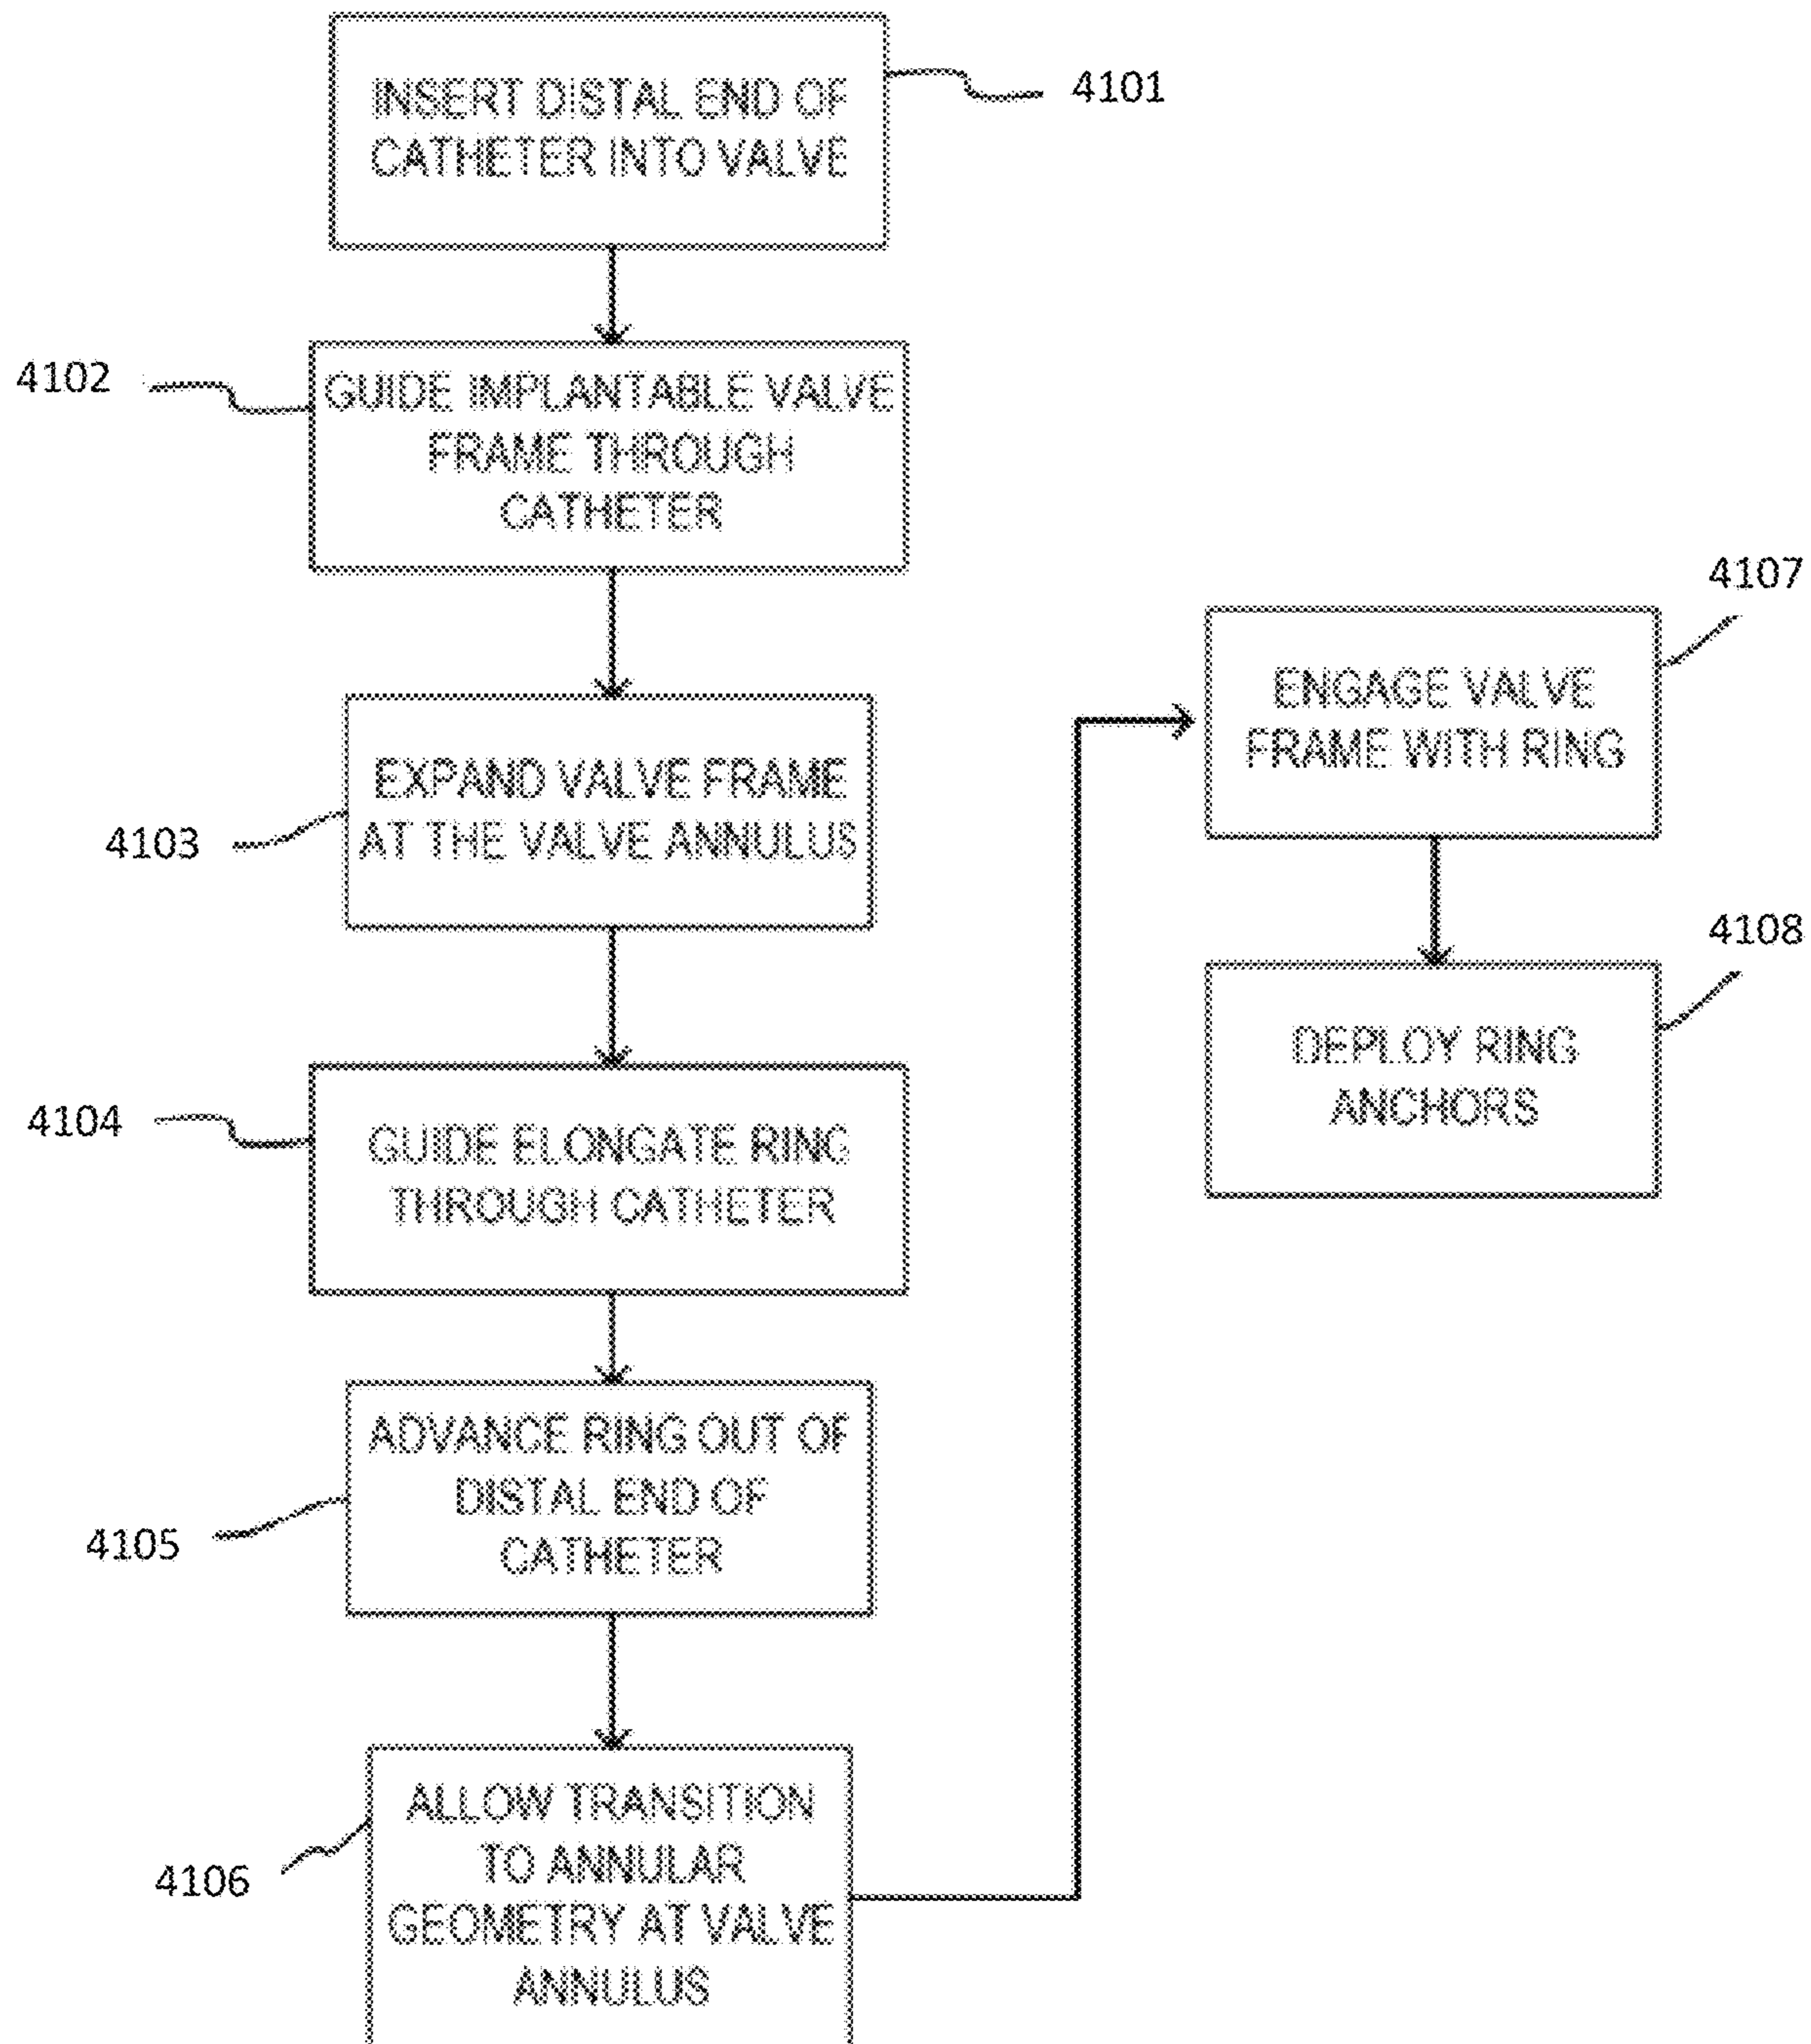 INSERT DISTAL END OF
CATHETER INTO VALVE
4101
4102
GUIDE IMPLANTABLE VALVE
FRAME THROUGH
CATHETER
4103
EXPAND VALVE FRAME
AT THE VALVE ANNULUS
4104
GUIDE ELONGATE RING
THROUGH CATHETER
4105
ADVANCE RING OUT OF
DISTAL END OF
CATHETER
4106
ALLOW TRANSITION
TO ANNULAR
GEOMETRY AT VALVE
ANNULUS
4107
ENGAGE VALVE
FRAME WITH RING
4108
DEPLOY RING
ANCHORS